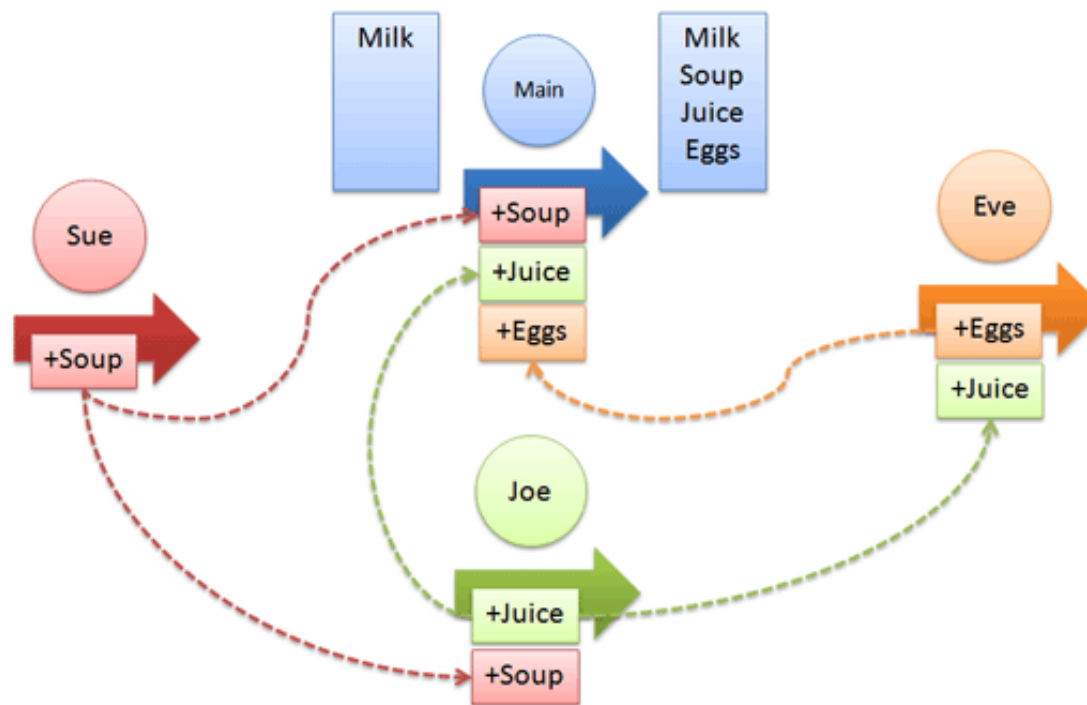 Milk
Main
Milk
Soup
Juice
Eggs
Sue
+Soup
+Soup
+Juice
+Eggs
Eve
+Eggs
+Juice
Joe
+Juice
+Soup